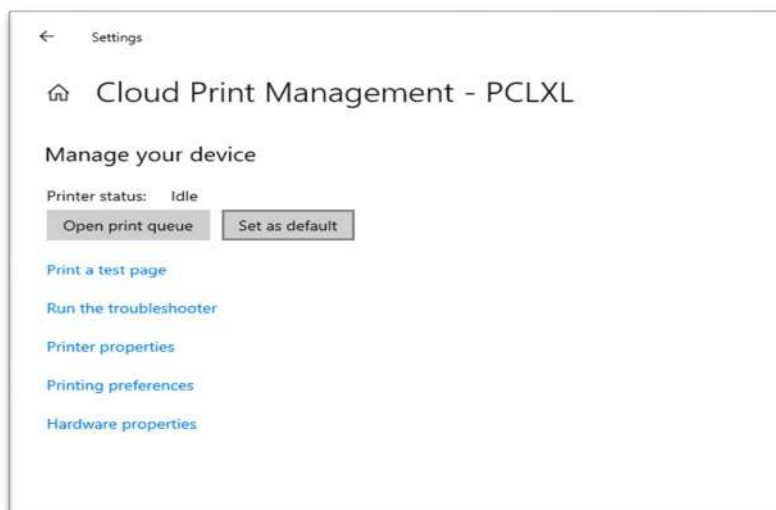 Settings
Cloud Print Management - PCLXL
Manage your device
Printer status: Idle
Open print queue Set as default
Print a test page
Run the troubleshooter
Printer properties
Printing preferences
Hardware properties